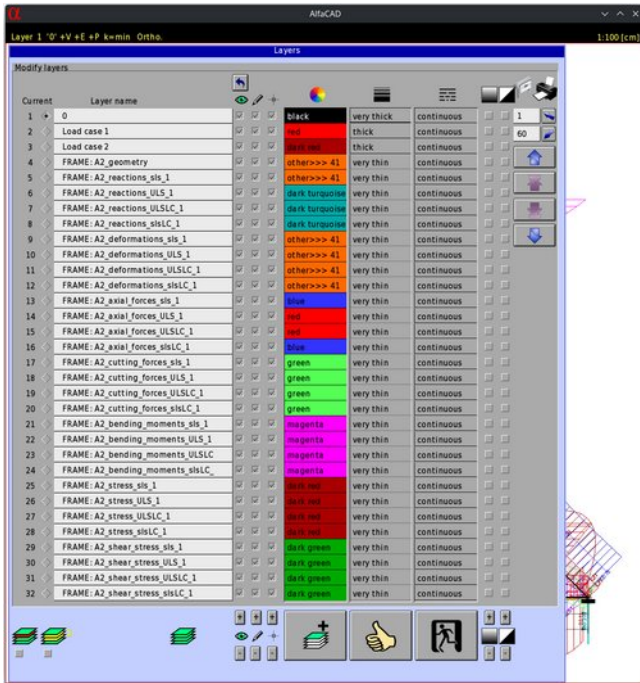 AlfaCAD
Layer 1 '0' +V +E +P k=min Ortho. 1:100 [cm]
Layers
Modify layers
Current Layer name
1 0 black very thick continuous 1
2 Load case 1 red thick continuous 60
3 Load case 2 dark red thick continuous
4 FRAME: A2_geometry other>>> 41 very thin continuous
5 FRAME: A2_reactions_sls_1 other>>> 41 very thin continuous
6 FRAME: A2_reactions_ULS_1 dark turquoise very thin continuous
7 FRAME: A2_reactions_ULSLC_1 dark turquoise very thin continuous
8 FRAME: A2_reactions_slsLC_1 dark turquoise very thin continuous
9 FRAME: A2_deformations_sls_1 other>>> 41 very thin continuous
10 FRAME: A2_deformations_ULS_1 other>>> 41 very thin continuous
11 FRAME: A2_deformations_ULSLC_1 other>>> 41 very thin continuous
12 FRAME: A2_deformations_slsLC_1 other>>> 41 very thin continuous
13 FRAME: A2_axial_forces_sls_1 blue very thin continuous
14 FRAME: A2_axial_forces_ULS_1 red very thin continuous
15 FRAME: A2_axial_forces_ULSLC_1 red very thin continuous
16 FRAME: A2_axial_forces_slsLC_1 blue very thin continuous
17 FRAME: A2_cutting_forces_sls_1 green very thin continuous
18 FRAME: A2_cutting_forces_ULS_1 green very thin continuous
19 FRAME: A2_cutting_forces_ULSLC_1 green very thin continuous
20 FRAME: A2_cutting_forces_slsLC_1 green very thin continuous
21 FRAME: A2_bending_moments_sls_1 magenta very thin continuous
22 FRAME: A2_bending_moments_ULS_1 magenta very thin continuous
23 FRAME: A2_bending_moments_ULSLC magenta very thin continuous
24 FRAME: A2_bending_moments_slsLC_ magenta very thin continuous
25 FRAME: A2_stress_sls_1 dark red very thin continuous
26 FRAME: A2_stress_ULS_1 dark red very thin continuous
27 FRAME: A2_stress_ULSLC_1 dark red very thin continuous
28 FRAME: A2_stress_slsLC_1 dark red very thin continuous
29 FRAME: A2_shear_stress_sls_1 dark green very thin continuous
30 FRAME: A2_shear_stress_ULS_1 dark green very thin continuous
31 FRAME: A2_shear_stress_ULSLC_1 dark green very thin continuous
32 FRAME: A2_shear_stress_slsLC_1 dark green very thin continuous